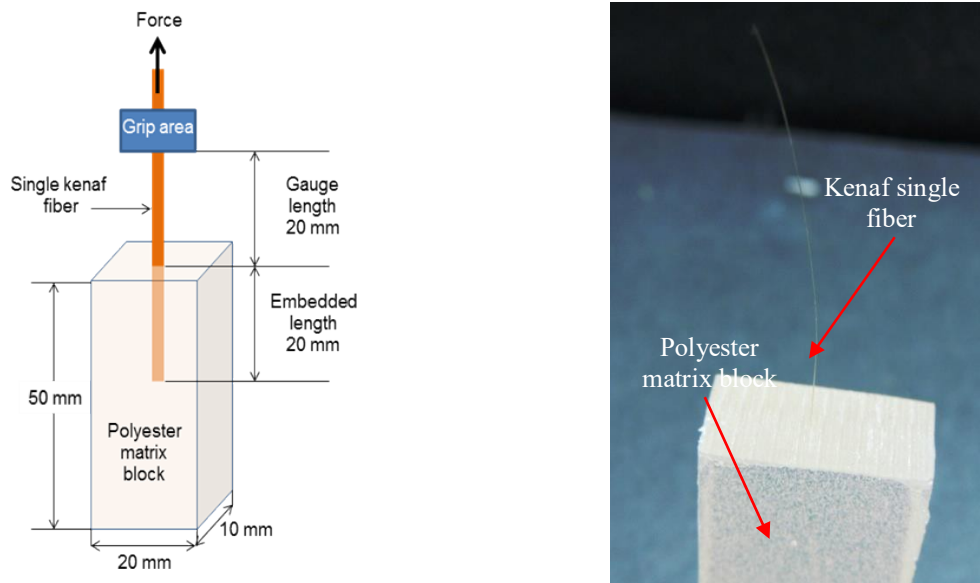 Force
Grip area
Single kenaf
fiber
Gauge
length
20 mm
Embedded
length
20 mm
50 mm
Polyester
matrix
block
10 mm
20 mm
Kenaf single
fiber
Polyester
matrix block